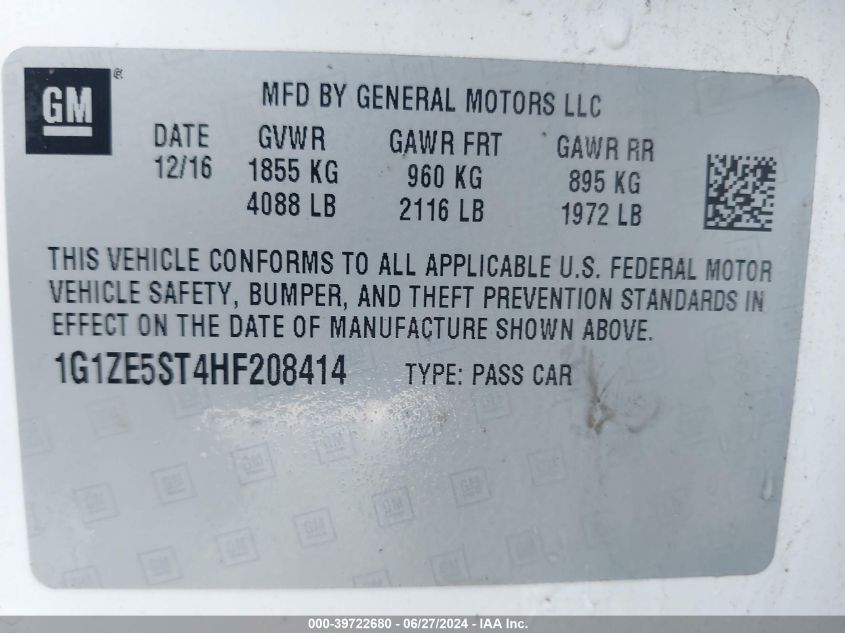 GM ®
MFD BY GENERAL MOTORS LLC
DATE GVWR GAWR FRT GAWR RR
12/16 1855 KG 960 KG 895 KG
4088 LB 2116 LB 1972 LB
THIS VEHICLE CONFORMS TO ALL APPLICABLE U.S. FEDERAL MOTOR
VEHICLE SAFETY, BUMPER, AND THEFT PREVENTION STANDARDS IN
EFFECT ON THE DATE OF MANUFACTURE SHOWN ABOVE.
1G1ZE5ST4HF208414 TYPE: PASS CAR
000-39722680 - 06/27/2024 - IAA Inc.